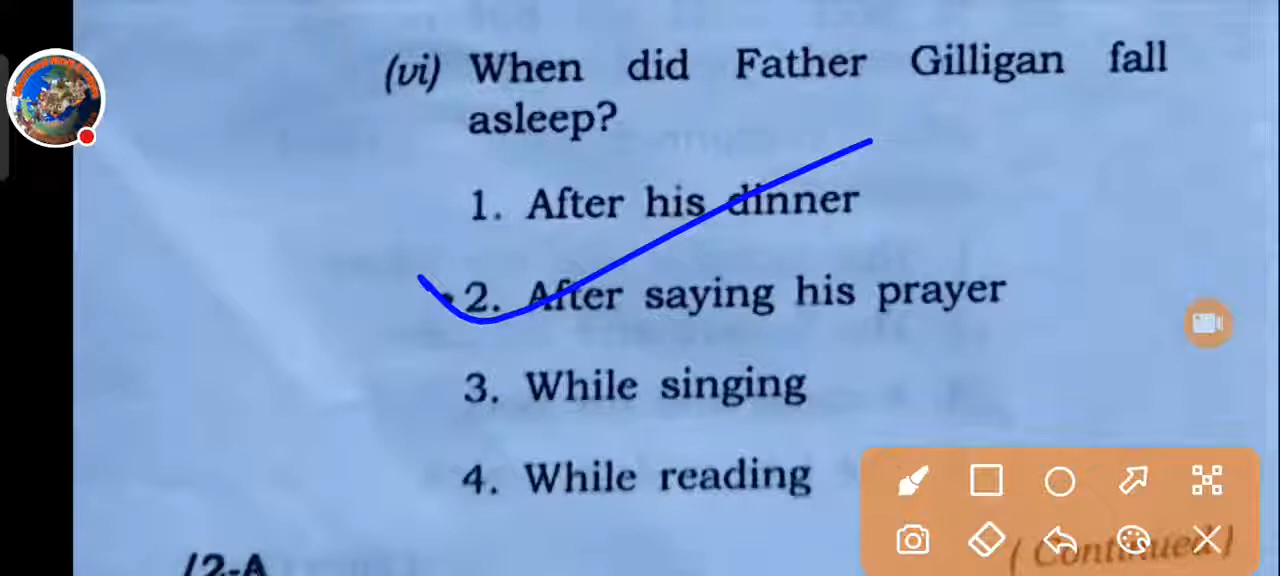 (vi) When did Father Gilligan fall
asleep?
1. After his dinner
2. After saying his prayer
3. While singing
4. While reading
/2-A
( Continued )